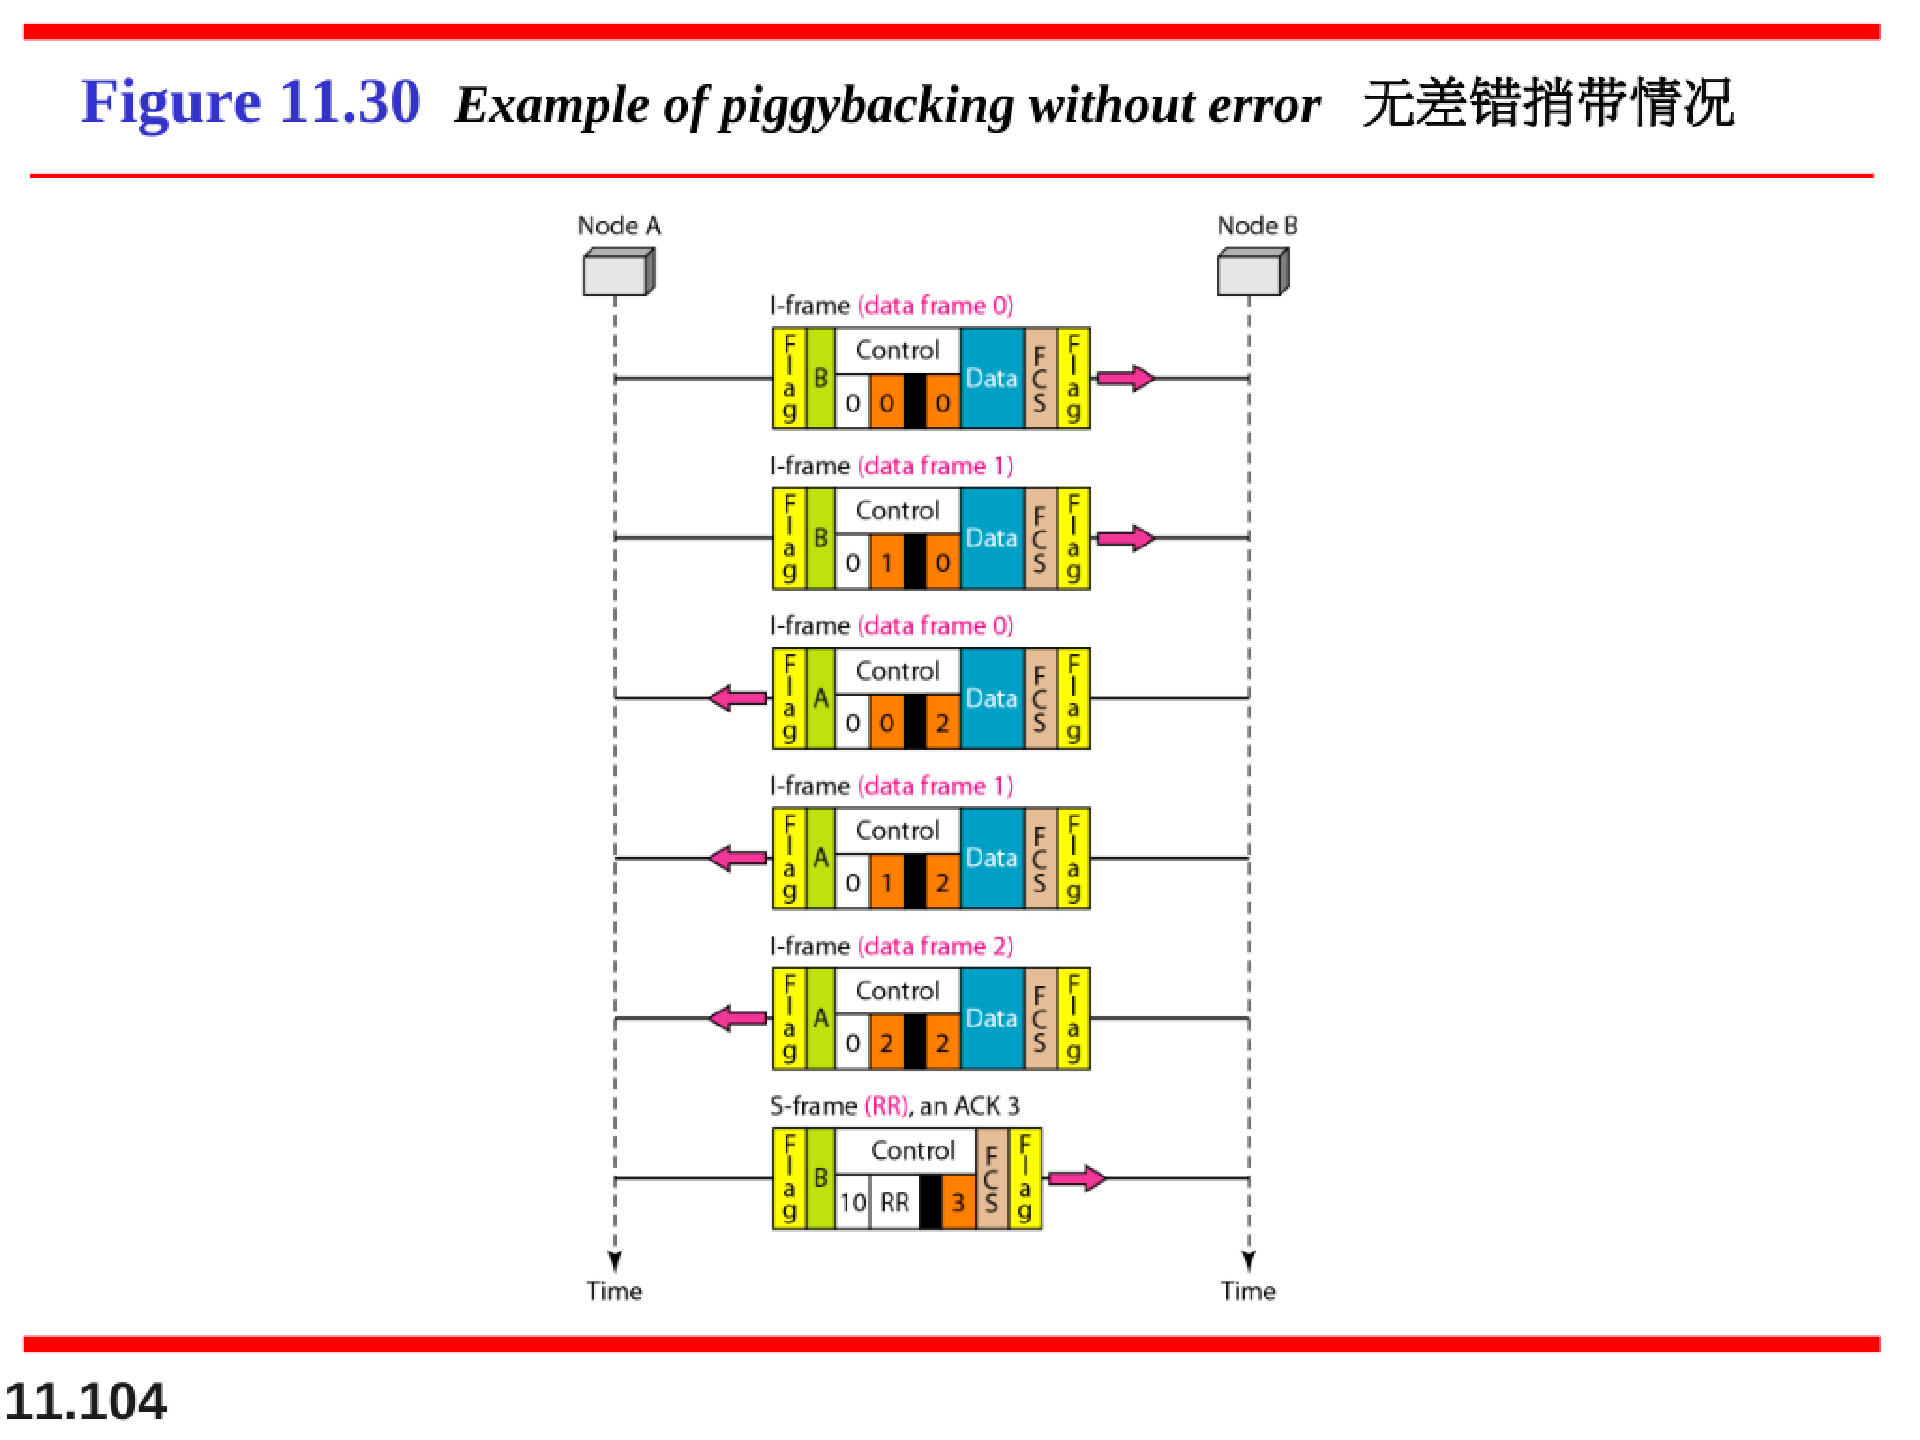 Figure 11.30 Example of piggybacking without error 无差错捎带情况
Node A Node B
I-frame (data frame 0)
Flag B Control 0 0 0 Data FCS Flag
I-frame (data frame 1)
Flag B Control 0 1 0 Data FCS Flag
I-frame (data frame 0)
Flag A Control 0 0 2 Data FCS Flag
I-frame (data frame 1)
Flag A Control 0 1 2 Data FCS Flag
I-frame (data frame 2)
Flag A Control 0 2 2 Data FCS Flag
S-frame (RR), an ACK 3
Flag B Control 10 RR 3 FCS Flag
Time Time
11.104